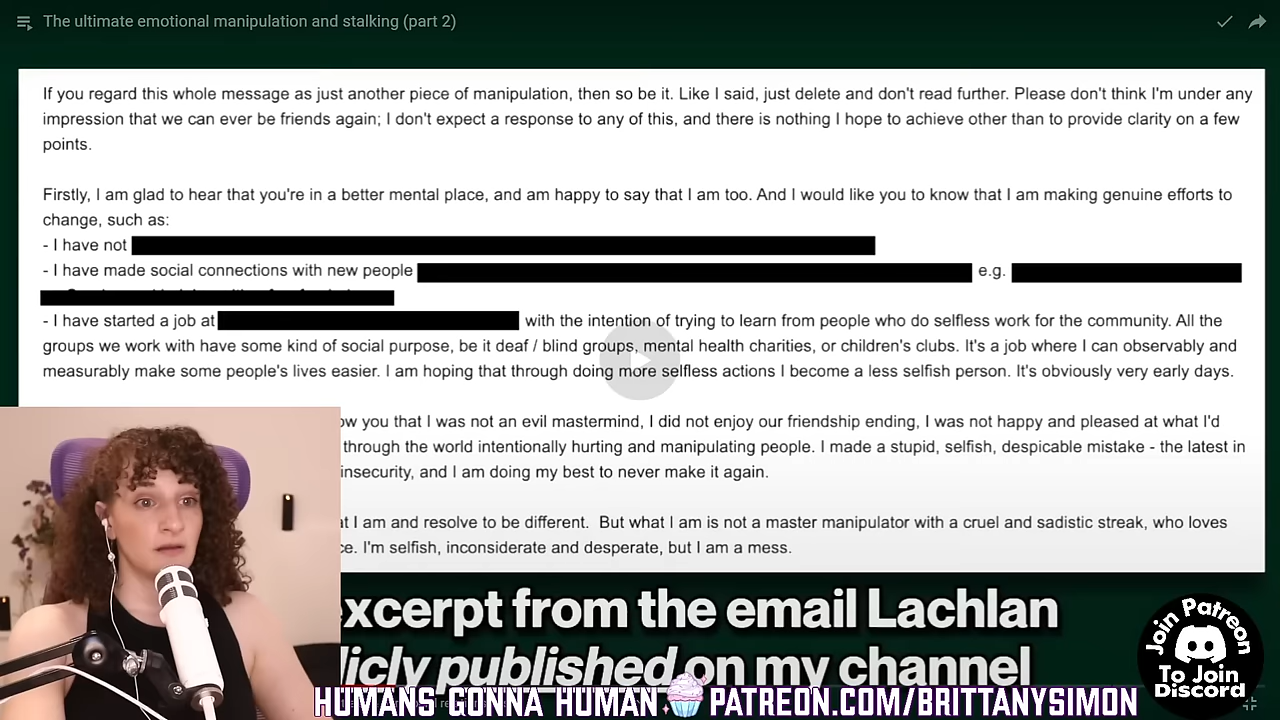 The ultimate emotional manipulation and stalking (part 2)
If you regard this whole message as just another piece of manipulation, then so be it. Like I said, just delete and don't read further. Please don't think I'm under any
impression that we can ever be friends again; I don't expect a response to any of this, and there is nothing I hope to achieve other than to provide clarity on a few
points.
Firstly, I am glad to hear that you're in a better mental place, and am happy to say that I am too. And I would like you to know that I am making genuine efforts to
change, such as:
- I have not
- I have made social connections with new people e.g.
- I have started a job at with the intention of trying to learn from people who do selfless work for the community. All the
groups we work with have some kind of social purpose, be it deaf / blind groups, mental health charities, or children's clubs. It's a job where I can observably and
measurably make some people's lives easier. I am hoping that through doing more selfless actions I become a less selfish person. It's obviously very early days.
you that I was not an evil mastermind, I did not enjoy our friendship ending, I was not happy and pleased at what I'd
through the world intentionally hurting and manipulating people. I made a stupid, selfish, despicable mistake - the latest in
insecurity, and I am doing my best to never make it again.
I am and resolve to be different. But what I am is not a master manipulator with a cruel and sadistic streak, who loves
I'm selfish, inconsiderate and desperate, but I am a mess.
excerpt from the email Lachlan
published on my channel
HUMANS GONNA HUMAN PATREON.COM/BRITTANYSIMON
Join Patreon
To Join
Discord